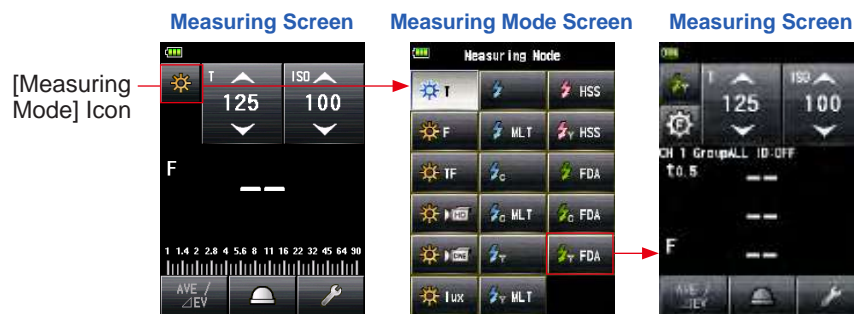 Measuring Screen
Measuring Mode Screen
Measuring Screen
[Measuring
Mode] Icon
T
125
ISO
100
F
1 1.4 2 2.8 4 5.6 8 11 16 22 32 45 64 90
AVE /
⊿EV
Measuring Mode
T
HSS
F
MLT
Y HSS
TF
C
FDA
HD
C MLT
C FDA
CINE
Y
Y FDA
lux
Y MLT
Y
T
125
ISO
100
E
CH 1 GroupALL ID:OFF
t0.5
F
AVE /
⊿EV